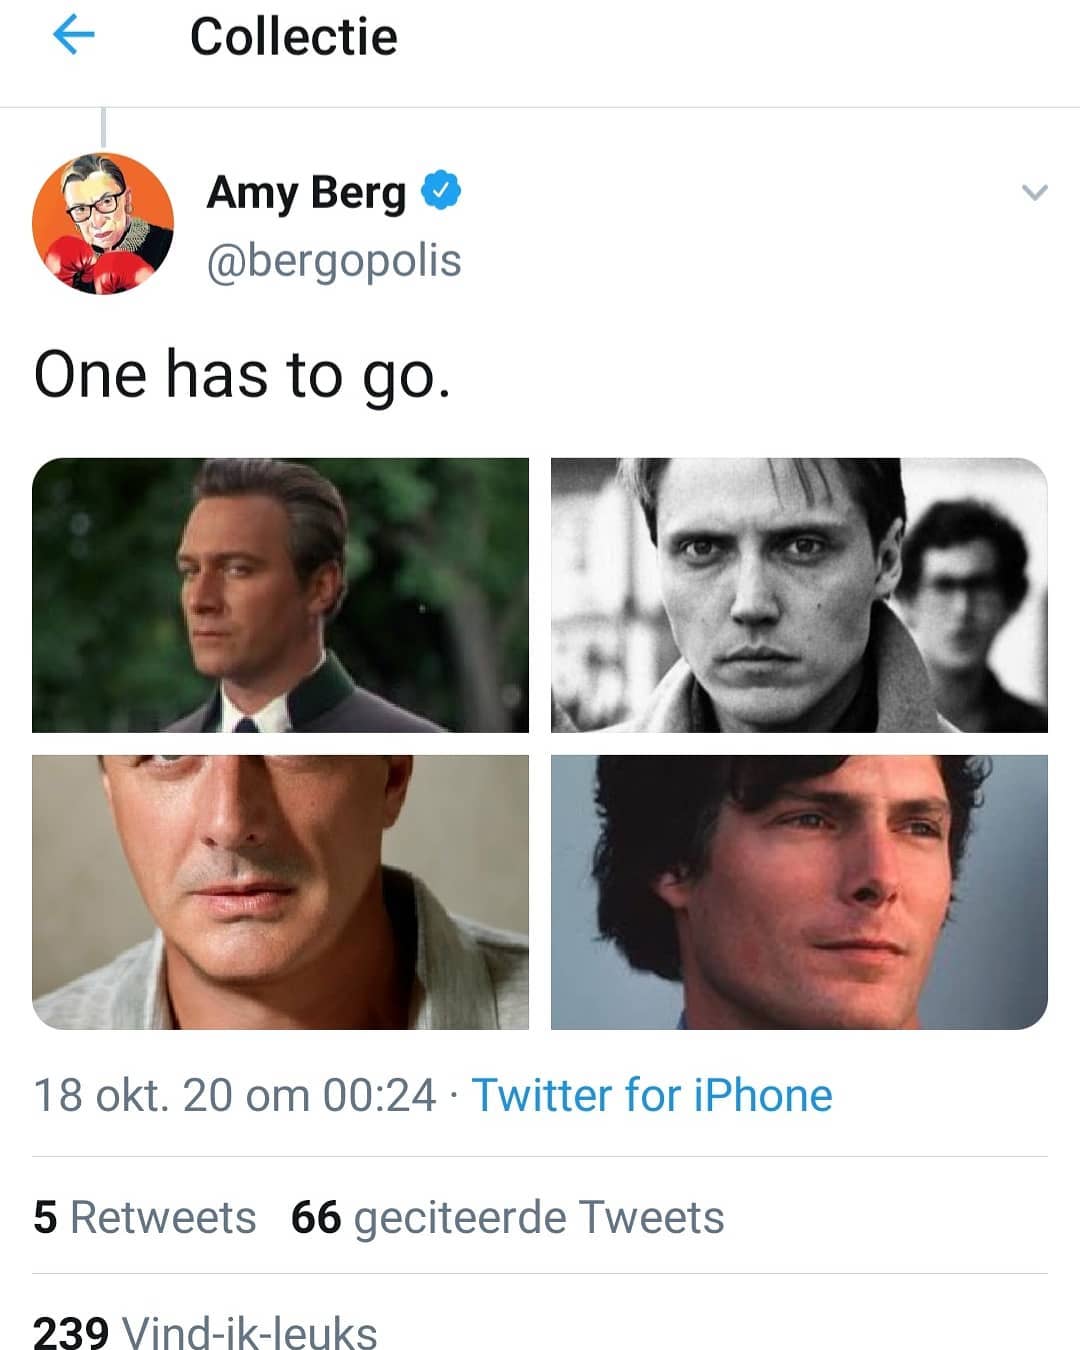 Collectie
Amy Berg
@bergopolis
One has to go.
18 okt. 20 om 00:24 · Twitter for iPhone
5 Retweets 66 geciteerde Tweets
239 Vind-ik-leuks